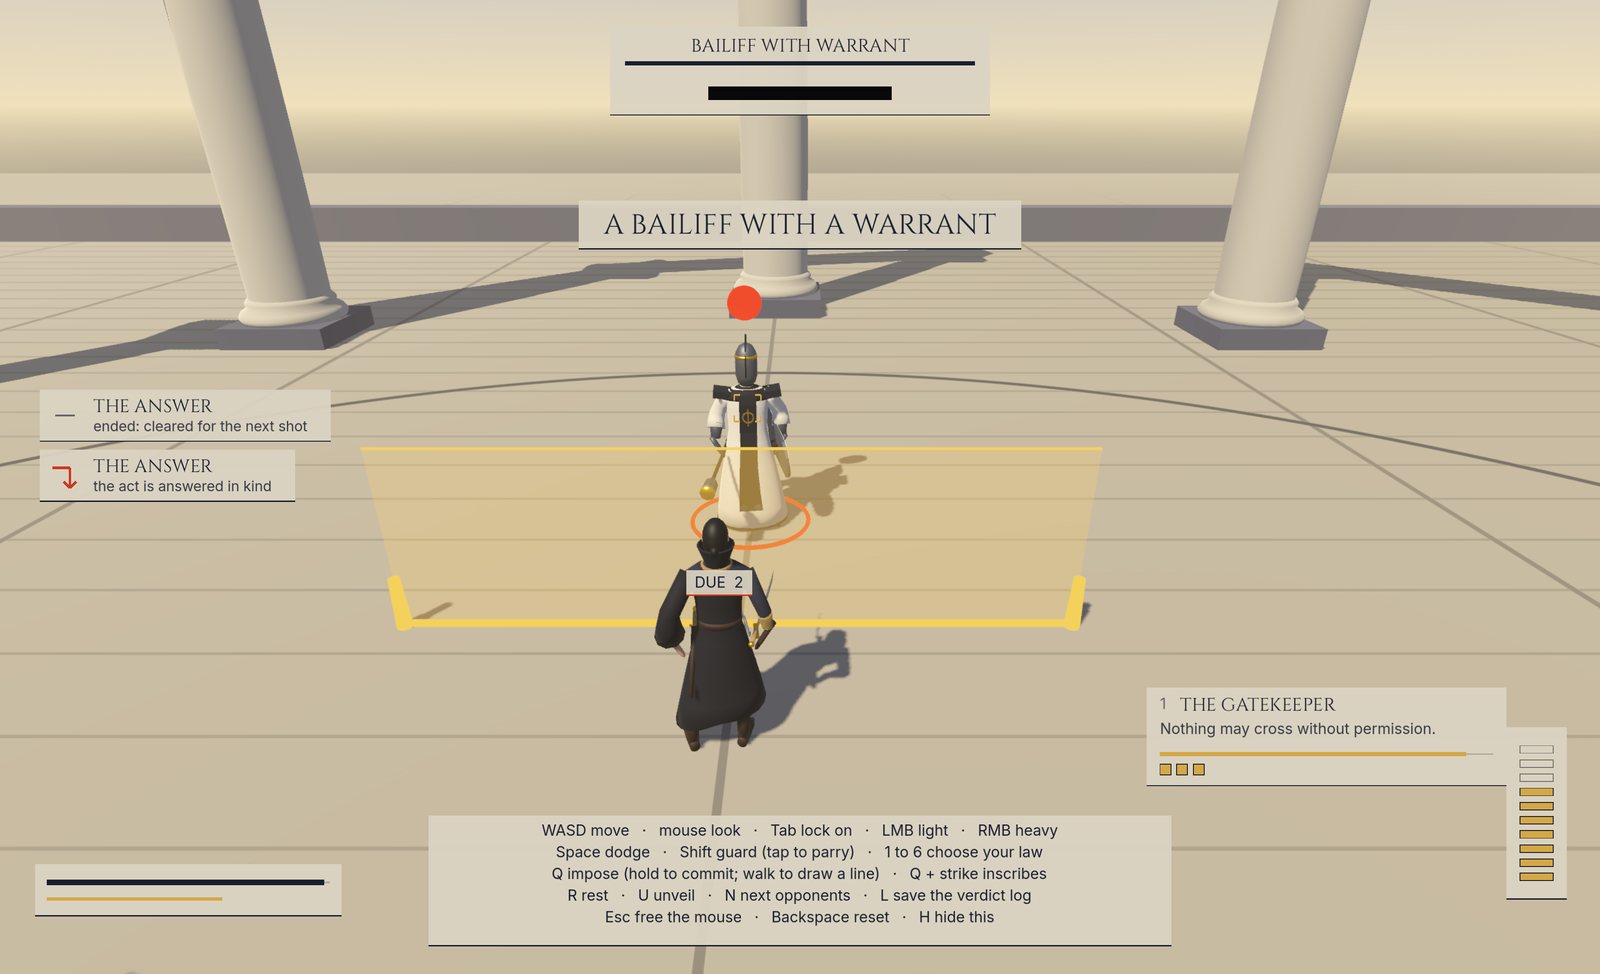 BAILIFF WITH WARRANT
A BAILIFF WITH A WARRANT
THE ANSWER
ended: cleared for the next shot
THE ANSWER
the act is answered in kind
DUE 2
1 THE GATEKEEPER
Nothing may cross without permission.
WASD move · mouse look · Tab lock on · LMB light · RMB heavy
Space dodge · Shift guard (tap to parry) · 1 to 6 choose your law
Q impose (hold to commit; walk to draw a line) · Q + strike inscribes
R rest · U unveil · N next opponents · L save the verdict log
Esc free the mouse · Backspace reset · H hide this